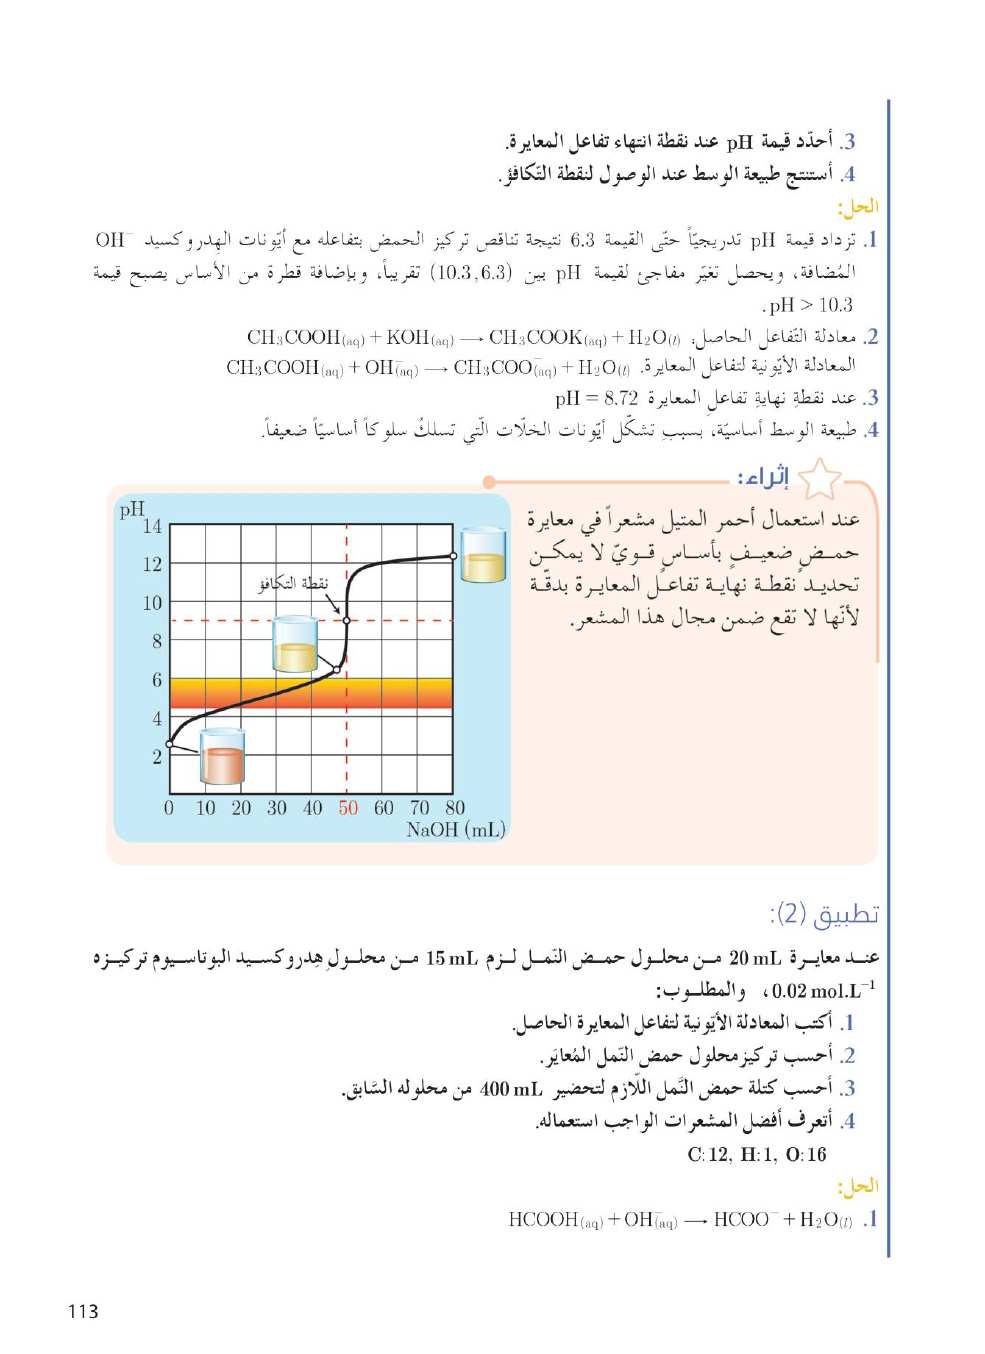 3. أحدّد قيمة pH عند نقطة انتهاء تفاعل المعايرة.
4. أستنتج طبيعة الوسط عند الوصول لنقطة التّكافؤ.
الحل:
1. تزداد قيمة pH تدريجيّاً حتّى القيمة 6.3 نتيجة تناقص تركيز الحمض بتفاعله مع أيّونات الهِدروكسيد OH⁻
المُضافة، ويحصل تغيّر مفاجئ لقيمة pH بين (10.3,6.3) تقريباً، وبإضافة قطرة من الأساس يصبح قيمة
pH > 10.3.
2. معادلة التّفاعل الحاصل: CH₃COOH(aq) + KOH(aq) ⟶ CH₃COOK(aq) + H₂O(l)
المعادلة الأيّونية لتفاعل المعايرة. CH₃COOH(aq) + OH⁻(aq) ⟶ CH₃COO⁻(aq) + H₂O(l)
3. عند نقطةِ نهايةِ تفاعلِ المعايرة pH = 8.72
4. طبيعة الوسط أساسيّة، بسببِ تشكّل أيّونات الخلّات الّتي تسلكُ سلوكاً أساسيّاً ضعيفاً.
إثراء:
عند استعمال أحمر المتيل مشعراً في معايرة
حمضٍ ضعيفٍ بأساسٍ قويّ لا يمكن
تحديد نقطة نهاية تفاعل المعايرة بدقّة
لأنّها لا تقع ضمن مجال هذا المشعر.
pH
14
12
10
8
6
4
2
نقطة التكافؤ
0 10 20 30 40 50 60 70 80
NaOH (mL)
تطبيق (2):
عند معايرة 20 mL من محلول حمض النّمل لزم 15 mL من محلولِ هِدروكسيد البوتاسيوم تركيزه
0.02 mol.L⁻¹، والمطلوب:
1. أكتب المعادلة الأيّونية لتفاعل المعايرة الحاصل.
2. أحسب تركيز محلول حمض النّمل المُعايَر.
3. أحسب كتلة حمض النَّمل اللّازم لتحضير 400 mL من محلوله السَّابق.
4. أتعرف أفضل المشعرات الواجب استعماله.
C:12, H:1, O:16
الحل:
1. HCOOH(aq) + OH⁻(aq) ⟶ HCOO⁻ + H₂O(l)
113